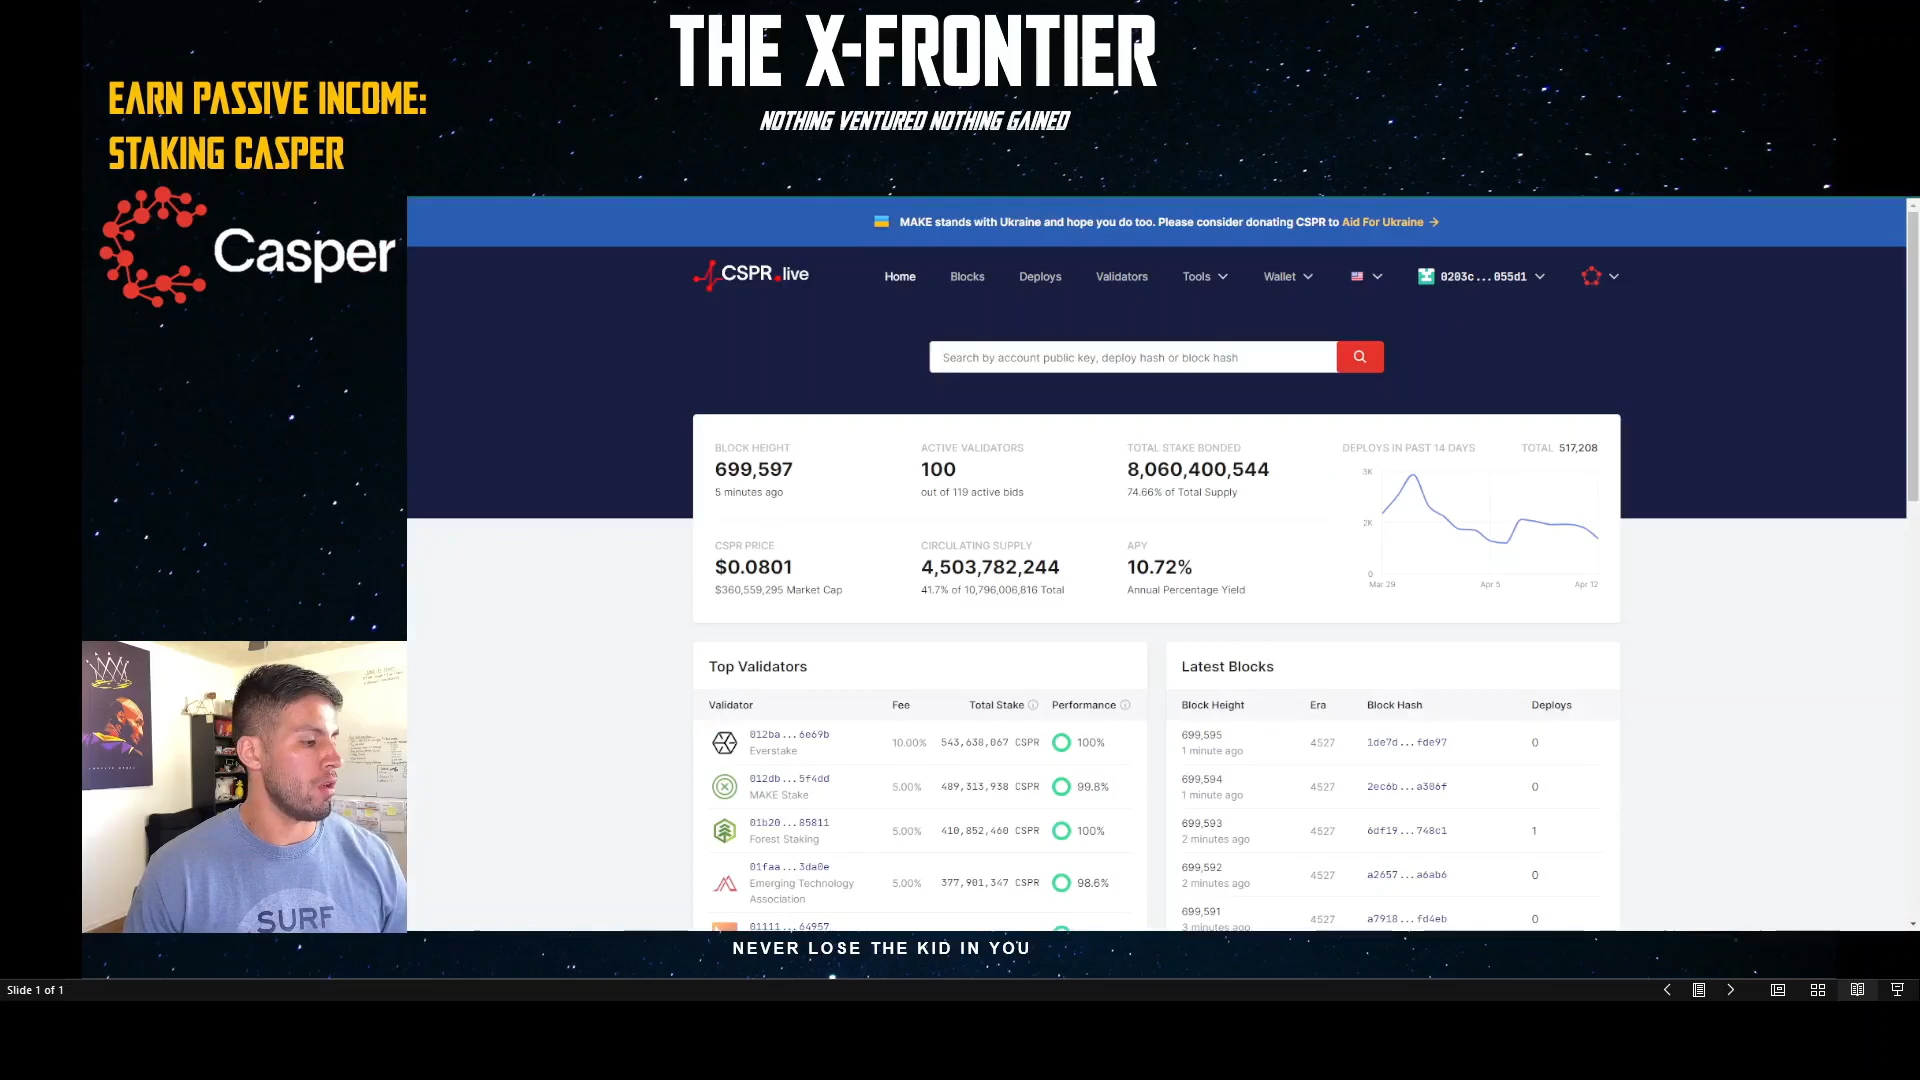 THE X-FRONTIER
NOTHING VENTURED NOTHING GAINED
EARN PASSIVE INCOME:
STAKING CASPER
Casper
MAKE stands with Ukraine and hope you do too. Please consider donating CSPR to Aid For Ukraine →
CSPR.live
Home Blocks Deploys Validators Tools Wallet 0203c...055d1
Search by account public key, deploy hash or block hash
BLOCK HEIGHT
699,597
5 minutes ago
ACTIVE VALIDATORS
100
out of 119 active bids
TOTAL STAKE BONDED
8,060,400,544
74.66% of Total Supply
DEPLOYS IN PAST 14 DAYS TOTAL 517,208
3K
2K
0
Mar 29 Apr 5 Apr 12
CSPR PRICE
$0.0801
$360,559,295 Market Cap
CIRCULATING SUPPLY
4,503,782,244
41.7% of 10,796,006,816 Total
APY
10.72%
Annual Percentage Yield
Top Validators
Validator Fee Total Stake Performance
012ba...6e69b
Everstake
10.00% 543,638,067 CSPR 100%
012db...5f4dd
MAKE Stake
5.00% 489,313,938 CSPR 99.8%
01b20...85811
Forest Staking
5.00% 410,852,460 CSPR 100%
01faa...3da0e
Emerging Technology
Association
5.00% 377,901,347 CSPR 98.6%
01111...64957
Latest Blocks
Block Height Era Block Hash Deploys
699,595
1 minute ago
4527 1de7d...fde97 0
699,594
1 minute ago
4527 2ec6b...a306f 0
699,593
2 minutes ago
4527 6df19...748c1 1
699,592
2 minutes ago
4527 a2657...a6ab6 0
699,591
3 minutes ago
4527 a7918...fd4eb 0
SURF
NEVER LOSE THE KID IN YOU
Slide 1 of 1